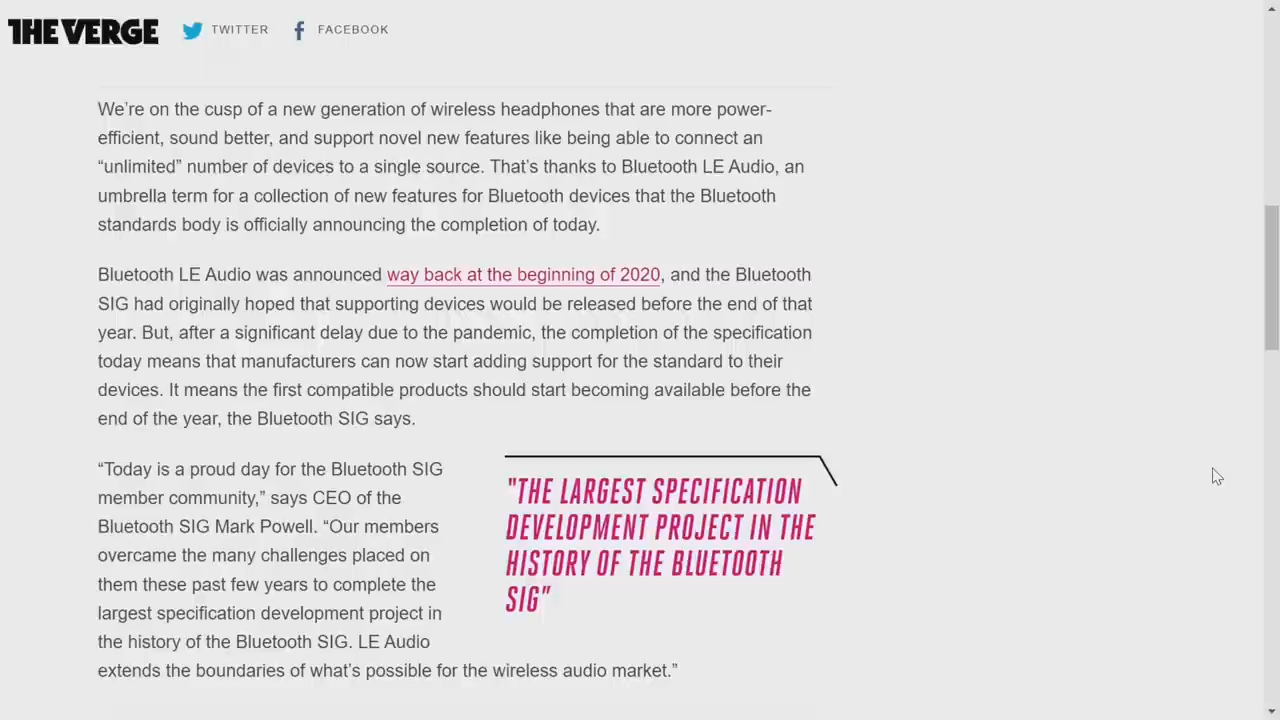 THE VERGE TWITTER FACEBOOK
We’re on the cusp of a new generation of wireless headphones that are more power-
efficient, sound better, and support novel new features like being able to connect an
“unlimited” number of devices to a single source. That’s thanks to Bluetooth LE Audio, an
umbrella term for a collection of new features for Bluetooth devices that the Bluetooth
standards body is officially announcing the completion of today.
Bluetooth LE Audio was announced way back at the beginning of 2020, and the Bluetooth
SIG had originally hoped that supporting devices would be released before the end of that
year. But, after a significant delay due to the pandemic, the completion of the specification
today means that manufacturers can now start adding support for the standard to their
devices. It means the first compatible products should start becoming available before the
end of the year, the Bluetooth SIG says.
“Today is a proud day for the Bluetooth SIG
member community,” says CEO of the
Bluetooth SIG Mark Powell. “Our members
overcame the many challenges placed on
them these past few years to complete the
largest specification development project in
the history of the Bluetooth SIG. LE Audio
extends the boundaries of what’s possible for the wireless audio market.”
"THE LARGEST SPECIFICATION
DEVELOPMENT PROJECT IN THE
HISTORY OF THE BLUETOOTH
SIG"